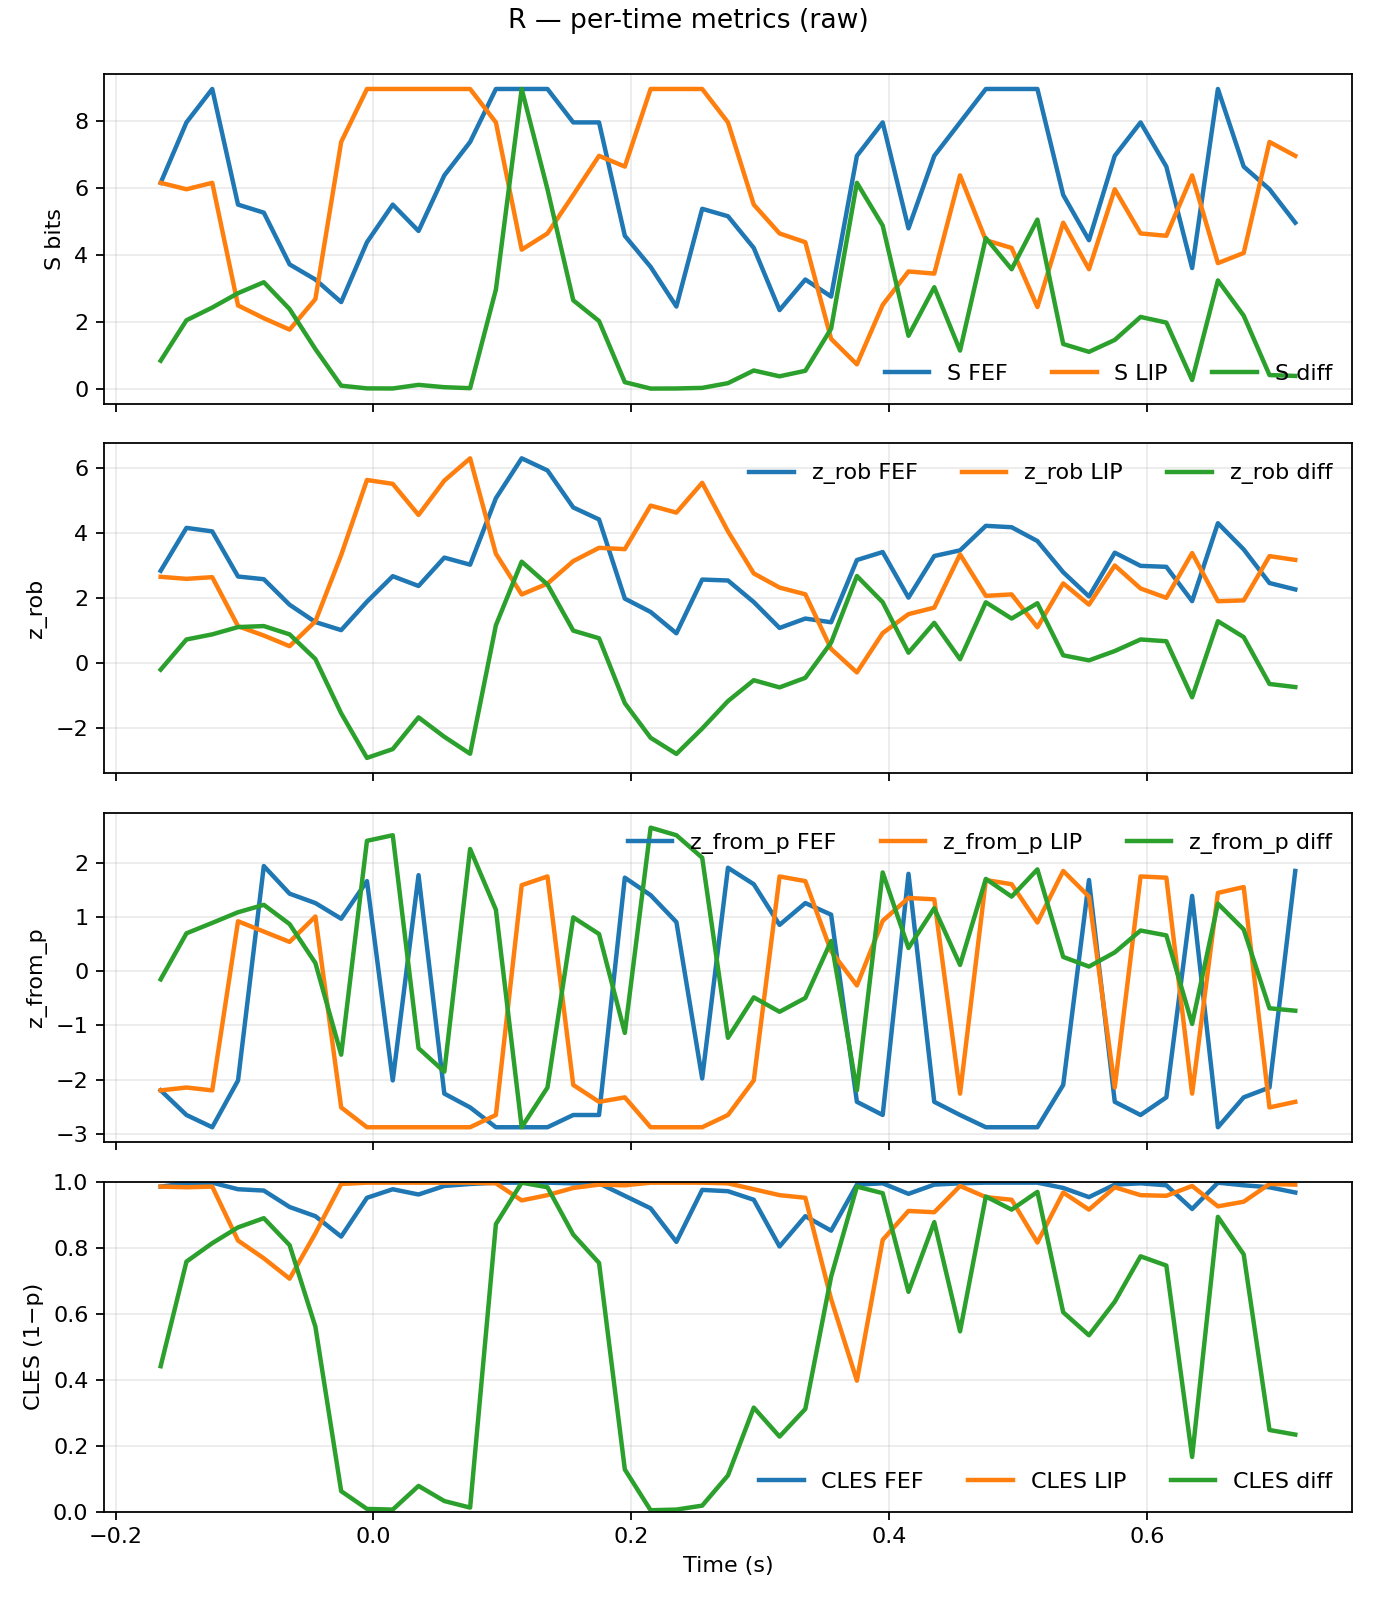 R — per-time metrics (raw)
8
6
4
2
0
S bits
S FEF
S LIP
S diff
6
4
2
0
−2
z_rob
z_rob FEF
z_rob LIP
z_rob diff
2
1
0
−1
−2
−3
z_from_p
z_from_p FEF
z_from_p LIP
z_from_p diff
1.0
0.8
0.6
0.4
0.2
0.0
CLES (1−p)
CLES FEF
CLES LIP
CLES diff
−0.2
0.0
0.2
0.4
0.6
Time (s)